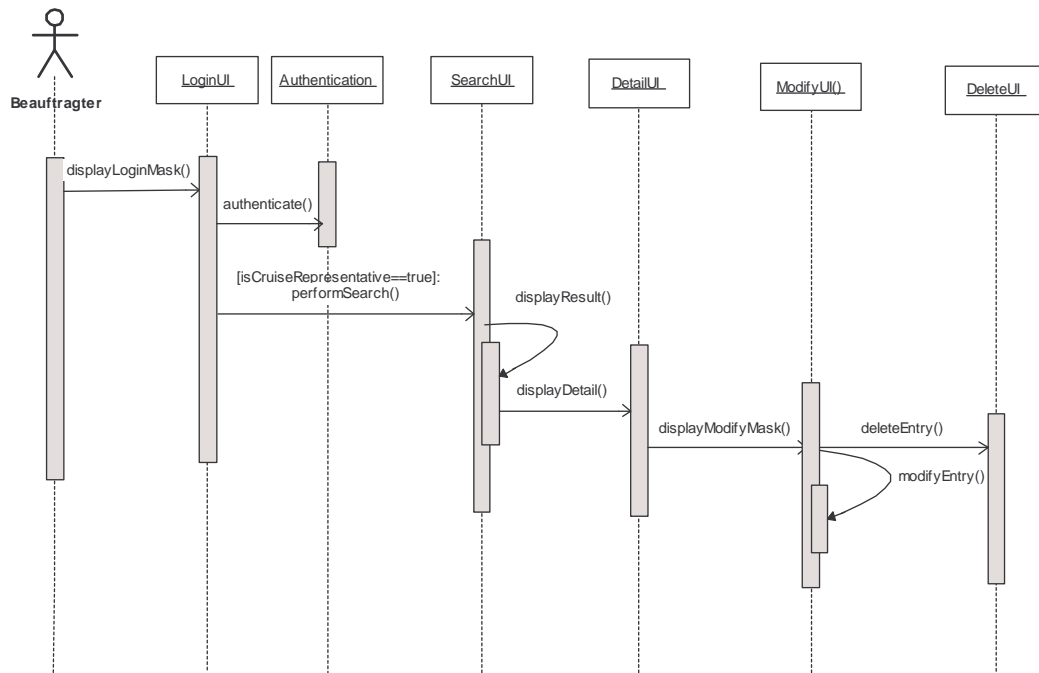 Beauftragter
LoginUI
Authentication
SearchUI
DetailUI
ModifyUI()
DeleteUI
displayLoginMask()
authenticate()
[isCruiseRepresentative==true]:
performSearch()
displayResult()
displayDetail()
displayModifyMask()
deleteEntry()
modifyEntry()